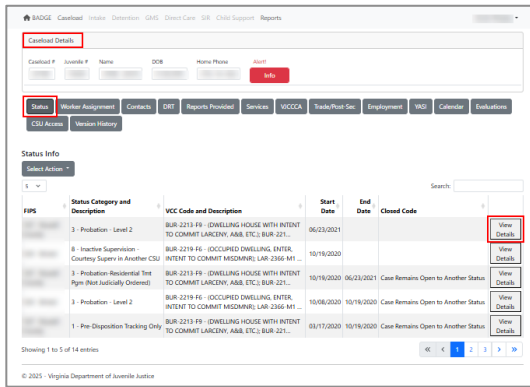 BADGE Caseload Intake Detention GMS Direct Care SIR Child Support Reports
Caseload Details
Caseload # Juvenile # Name DOB Home Phone Alert!
Info
Status Worker Assignment Contacts DRT Reports Provided Services VJCCCA Trade/Post-Sec Employment YASI Calendar Evaluations
CSU Access Version History
Status Info
Select Action
5 Search:
FIPS Status Category and Description VCC Code and Description Start Date End Date Closed Code
3 - Probation - Level 2 BUR-2213-F9 - (DWELLING HOUSE WITH INTENT TO COMMIT LARCENY, A&B, ETC.); BUR-221... 06/23/2021 View Details
8 - Inactive Supervision - Courtesy Superv in Another CSU BUR-2219-F6 - (OCCUPIED DWELLING, ENTER, INTENT TO COMMIT MISDMNR); LAR-2366-M1 ... 10/19/2020 View Details
3 - Probation-Residential Tmt Pgm (Not Judicially Ordered) BUR-2213-F9 - (DWELLING HOUSE WITH INTENT TO COMMIT LARCENY, A&B, ETC.); BUR-221... 10/19/2020 06/23/2021 Case Remains Open to Another Status View Details
3 - Probation - Level 2 BUR-2219-F6 - (OCCUPIED DWELLING, ENTER, INTENT TO COMMIT MISDMNR); LAR-2366-M1 ... 10/08/2020 10/19/2020 Case Remains Open to Another Status View Details
1 - Pre-Disposition Tracking Only BUR-2213-F9 - (DWELLING HOUSE WITH INTENT TO COMMIT LARCENY, A&B, ETC.); BUR-221... 03/17/2020 10/19/2020 Case Remains Open to Another Status View Details
Showing 1 to 5 of 14 entries « ‹ 1 2 3 › »
© 2025 - Virginia Department of Juvenile Justice